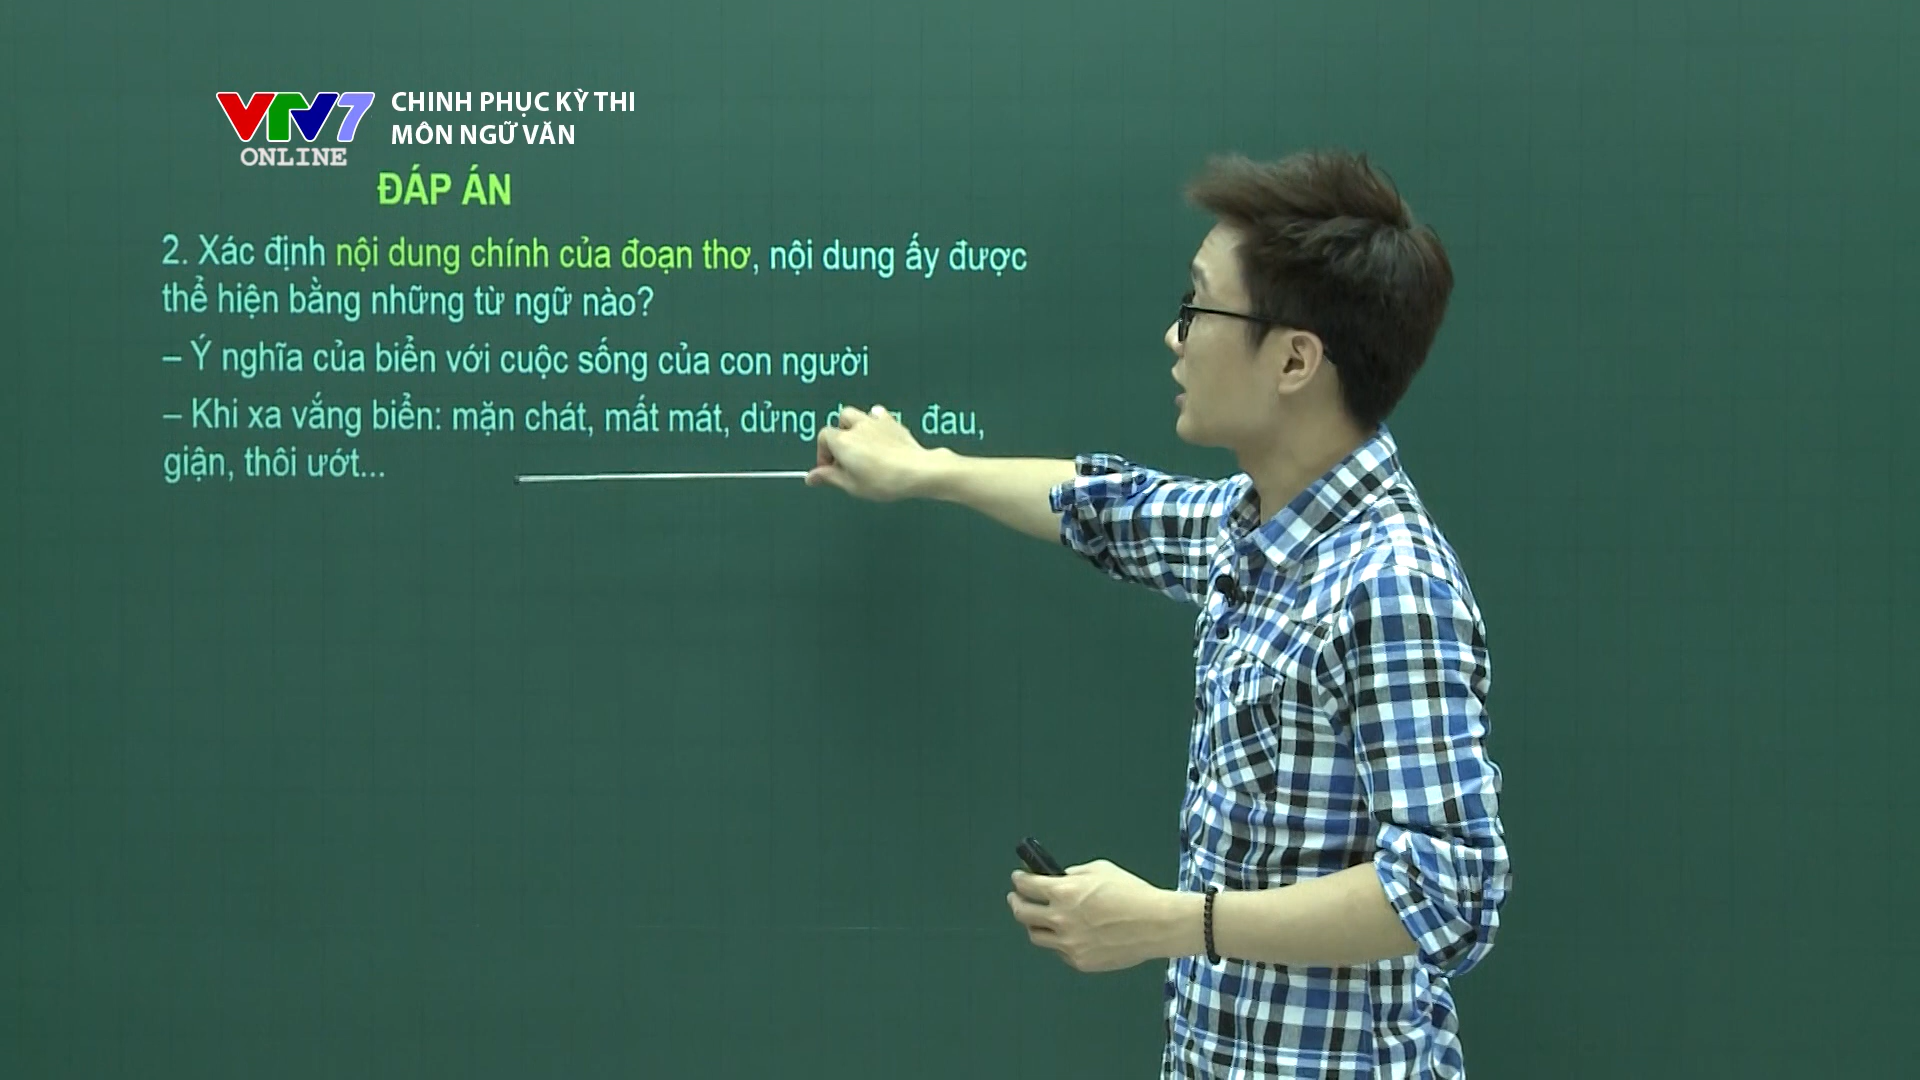 VTV7
ONLINE
CHINH PHỤC KỲ THI
MÔN NGỮ VĂN
ĐÁP ÁN
2. Xác định nội dung chính của đoạn thơ, nội dung ấy được
thể hiện bằng những từ ngữ nào?
– Ý nghĩa của biển với cuộc sống của con người
– Khi xa vắng biển: mặn chát, mất mát, dửng đau,
giận, thôi ướt...